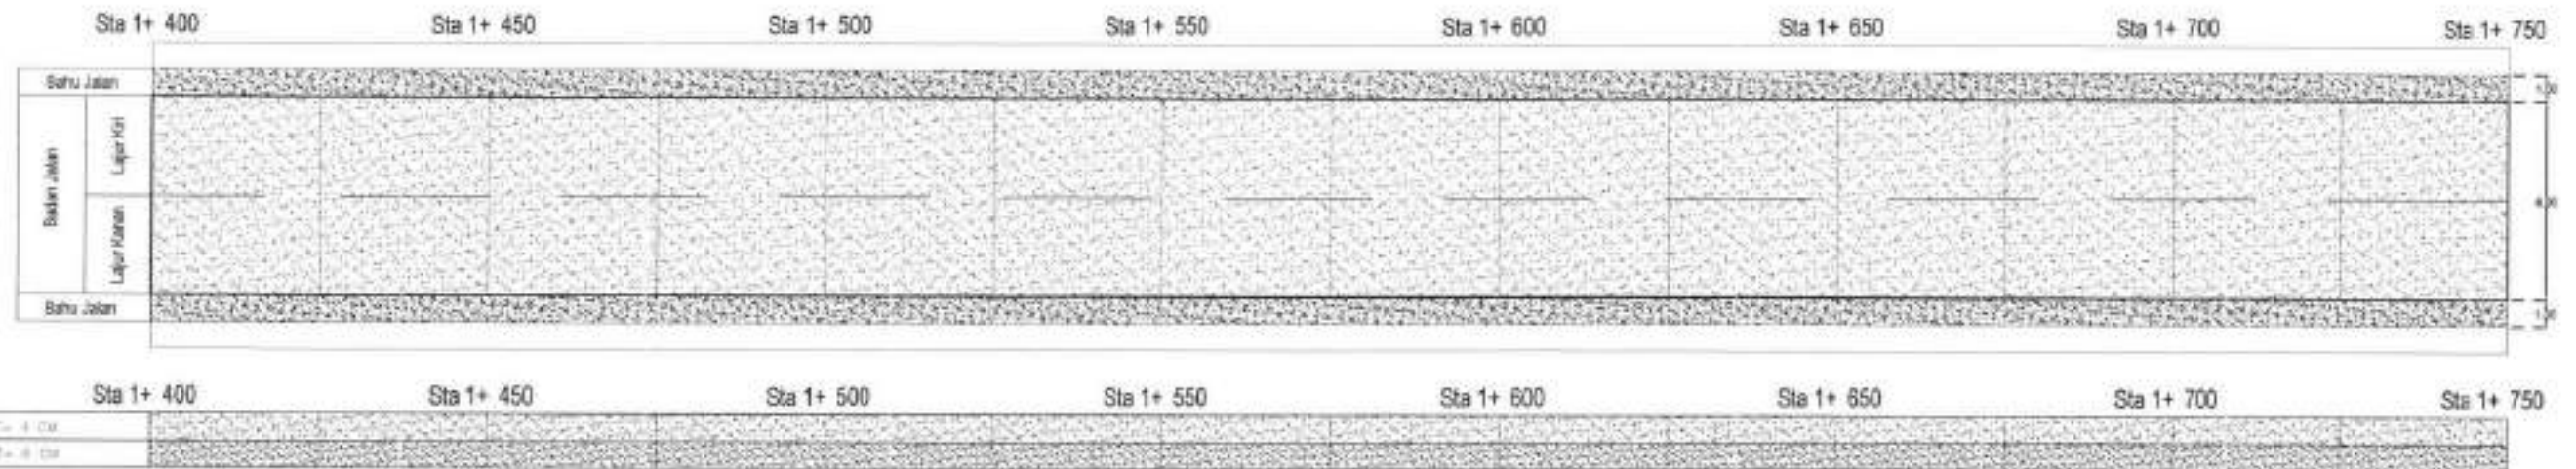 Sta 1+ 400 Sta 1+ 450 Sta 1+ 500 Sta 1+ 550 Sta 1+ 600 Sta 1+ 650 Sta 1+ 700 Sta 1+ 750
Bahu Jalan
Badan Jalan
Lajur Kiri
Lajur Kanan
Bahu Jalan
Sta 1+ 400 Sta 1+ 450 Sta 1+ 500 Sta 1+ 550 Sta 1+ 600 Sta 1+ 650 Sta 1+ 700 Sta 1+ 750
4 CM
CM